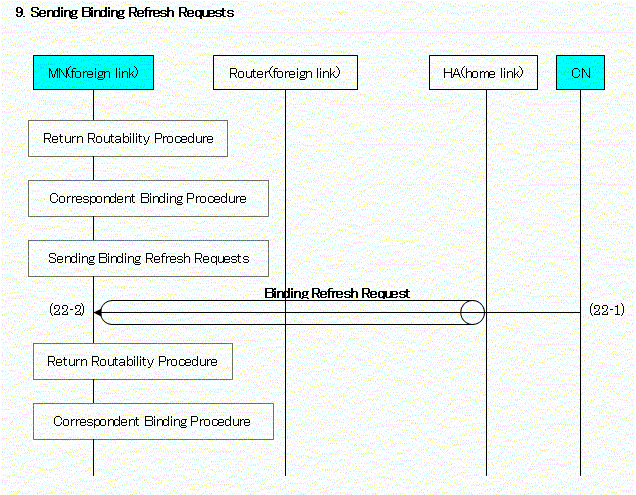 9. Sending Binding Refresh Requests
MN(foreign link) Router(foreign link) HA(home link) CN
Return Routability Procedure
Correspondent Binding Procedure
Sending Binding Refresh Requests
Binding Refresh Request
(22-2) (22-1)
Return Routability Procedure
Correspondent Binding Procedure